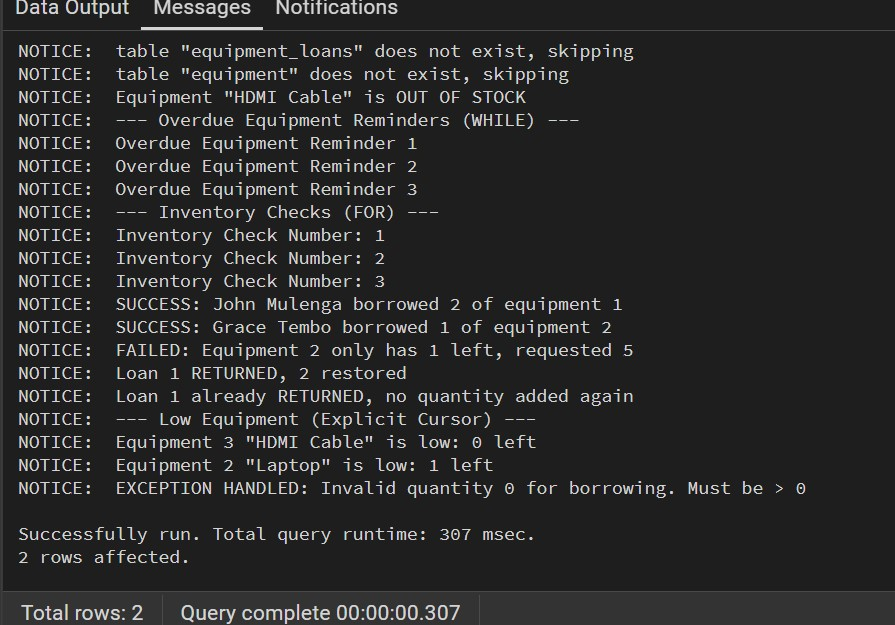 Data Output Messages Notifications
NOTICE:  table "equipment_loans" does not exist, skipping
NOTICE:  table "equipment" does not exist, skipping
NOTICE:  Equipment "HDMI Cable" is OUT OF STOCK
NOTICE:  --- Overdue Equipment Reminders (WHILE) ---
NOTICE:  Overdue Equipment Reminder 1
NOTICE:  Overdue Equipment Reminder 2
NOTICE:  Overdue Equipment Reminder 3
NOTICE:  --- Inventory Checks (FOR) ---
NOTICE:  Inventory Check Number: 1
NOTICE:  Inventory Check Number: 2
NOTICE:  Inventory Check Number: 3
NOTICE:  SUCCESS: John Mulenga borrowed 2 of equipment 1
NOTICE:  SUCCESS: Grace Tembo borrowed 1 of equipment 2
NOTICE:  FAILED: Equipment 2 only has 1 left, requested 5
NOTICE:  Loan 1 RETURNED, 2 restored
NOTICE:  Loan 1 already RETURNED, no quantity added again
NOTICE:  --- Low Equipment (Explicit Cursor) ---
NOTICE:  Equipment 3 "HDMI Cable" is low: 0 left
NOTICE:  Equipment 2 "Laptop" is low: 1 left
NOTICE:  EXCEPTION HANDLED: Invalid quantity 0 for borrowing. Must be > 0
Successfully run. Total query runtime: 307 msec.
2 rows affected.
Total rows: 2 Query complete 00:00:00.307